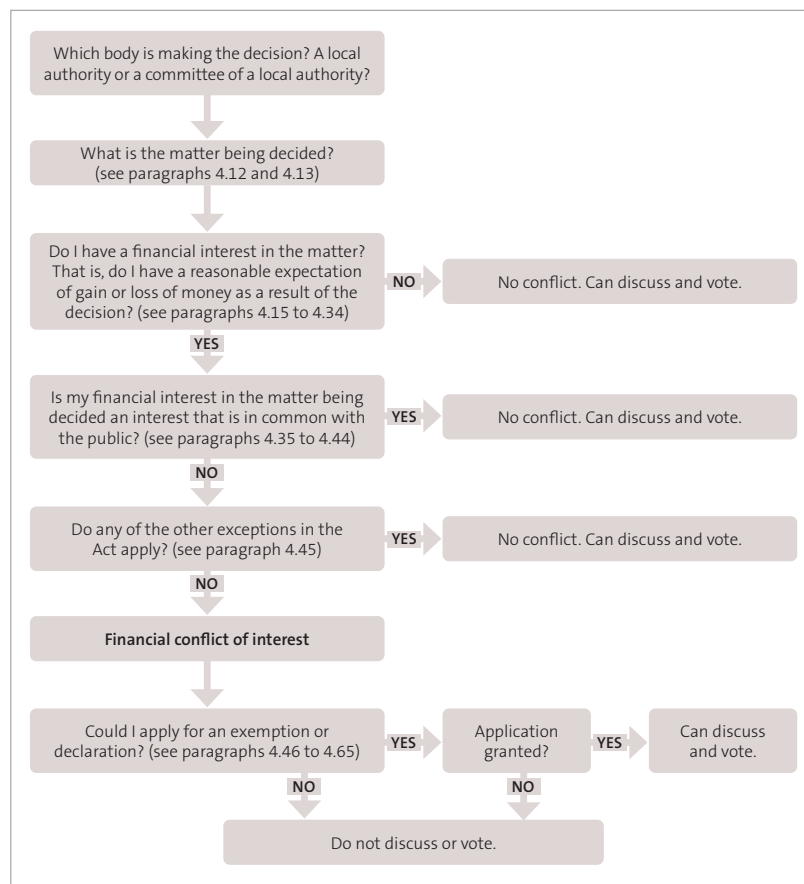 Which body is making the decision? A local
authority or a committee of a local authority?
What is the matter being decided?
(see paragraphs 4.12 and 4.13)
Do I have a financial interest in the matter?
That is, do I have a reasonable expectation
of gain or loss of money as a result of the
decision? (see paragraphs 4.15 to 4.34)
NO
No conflict. Can discuss and vote.
YES
Is my financial interest in the matter being
decided an interest that is in common with
the public? (see paragraphs 4.35 to 4.44)
YES
No conflict. Can discuss and vote.
NO
Do any of the other exceptions in the
Act apply? (see paragraph 4.45)
YES
No conflict. Can discuss and vote.
NO
Financial conflict of interest
Could I apply for an exemption or
declaration? (see paragraphs 4.46 to 4.65)
YES
Application
granted?
YES
Can discuss
and vote.
NO
NO
Do not discuss or vote.